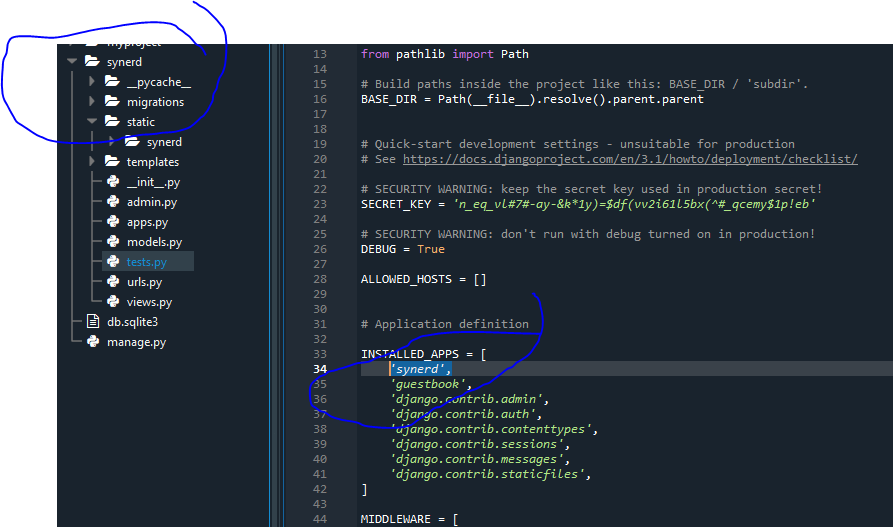 myproject
synerd
__pycache__
migrations
static
synerd
templates
__init__.py
admin.py
apps.py
models.py
tests.py
urls.py
views.py
db.sqlite3
manage.py
13 from pathlib import Path
14
15 # Build paths inside the project like this: BASE_DIR / 'subdir'.
16 BASE_DIR = Path(__file__).resolve().parent.parent
17
18
19 # Quick-start development settings - unsuitable for production
20 # See https://docs.djangoproject.com/en/3.1/howto/deployment/checklist/
21
22 # SECURITY WARNING: keep the secret key used in production secret!
23 SECRET_KEY = 'n_eq_vl#7#-ay-&k*1y)=$df(vv2i61l5bx(^#_qcemy$1p!eb'
24
25 # SECURITY WARNING: don't run with debug turned on in production!
26 DEBUG = True
27
28 ALLOWED_HOSTS = []
29
30
31 # Application definition
32
33 INSTALLED_APPS = [
34 'synerd',
35 'guestbook',
36 'django.contrib.admin',
37 'django.contrib.auth',
38 'django.contrib.contenttypes',
39 'django.contrib.sessions',
40 'django.contrib.messages',
41 'django.contrib.staticfiles',
42 ]
43
44 MIDDLEWARE = [